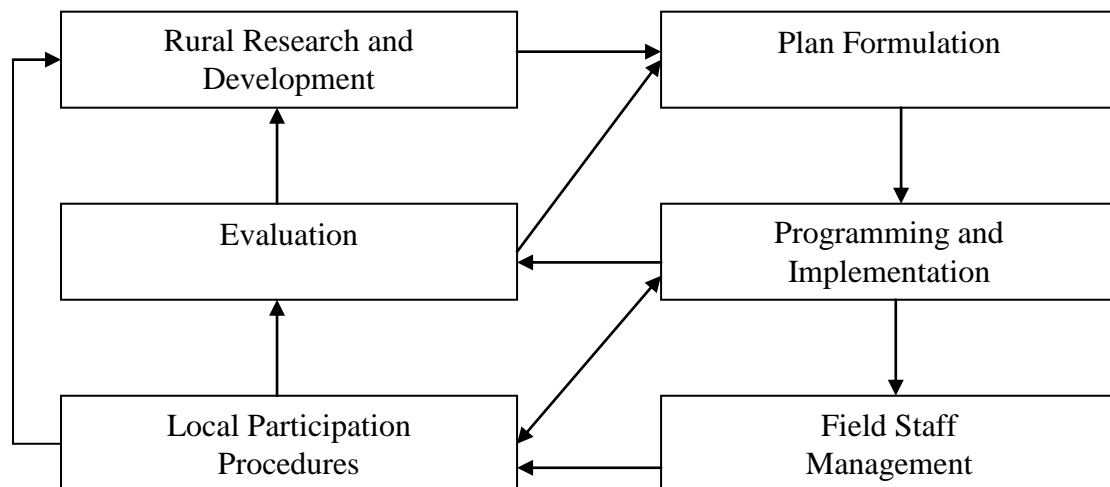 Rural Research and
Development
Plan Formulation
Evaluation
Programming and
Implementation
Local Participation
Procedures
Field Staff
Management